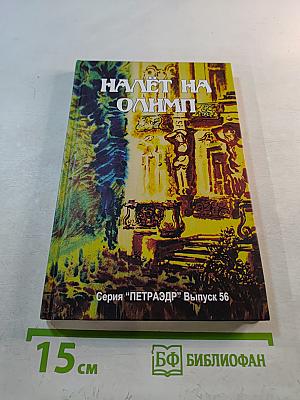 НАЛЁТ НА
ОЛИМП
Серия "ПЕТРАЭДР" Выпуск 56
15 см
БФ БИБЛИОФАН